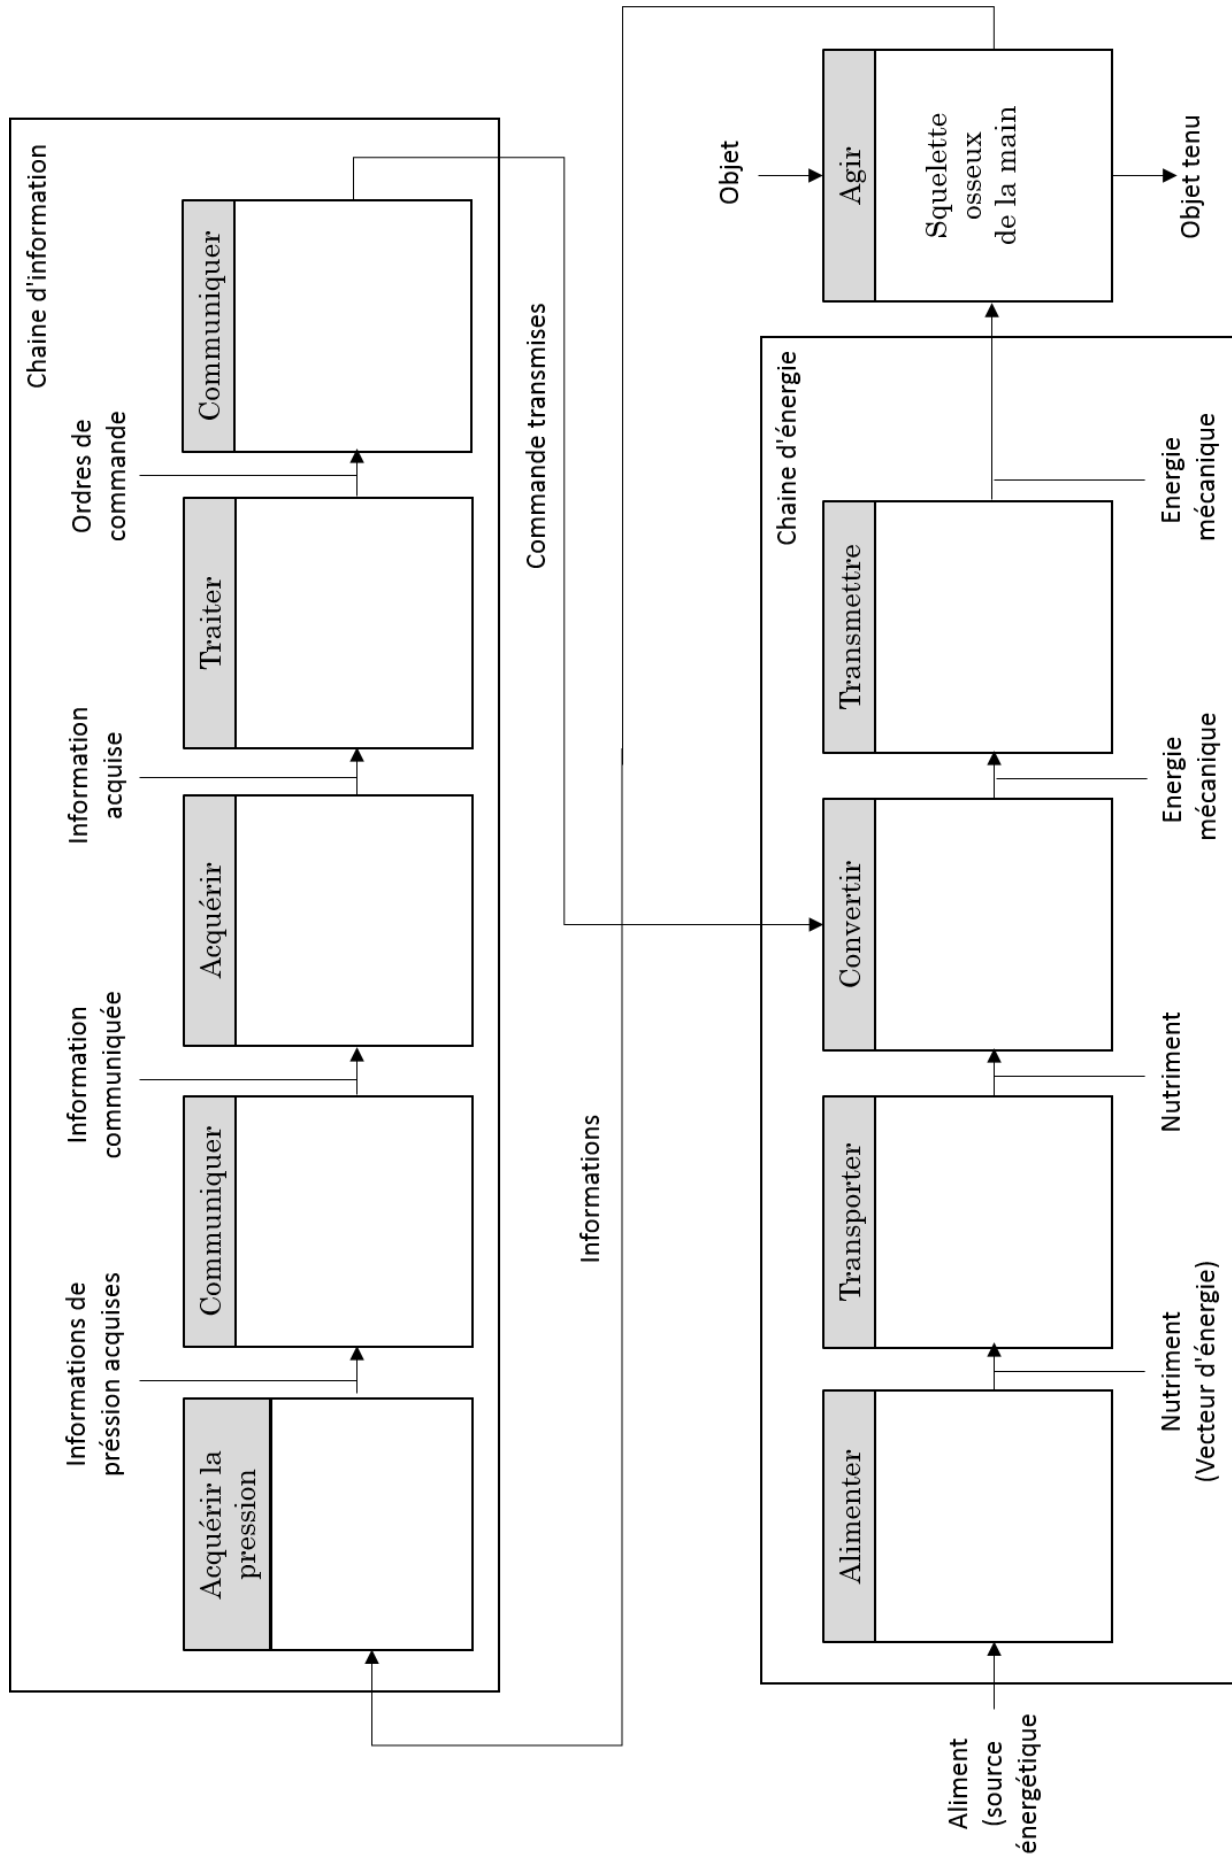 Chaine d'information
Informations de
préssion acquises
Information
communiquée
Information
acquise
Ordres de
commande
Acquérir la
pression
Communiquer
Acquérir
Traiter
Communiquer
Commande transmises
Informations
Chaine d'énergie
Objet
Alimenter
Transporter
Convertir
Transmettre
Agir
Squelette
osseux
de la main
Aliment
(source
énergétique
Nutriment
(Vecteur d'énergie)
Nutriment
Energie
mécanique
Energie
mécanique
Objet tenu